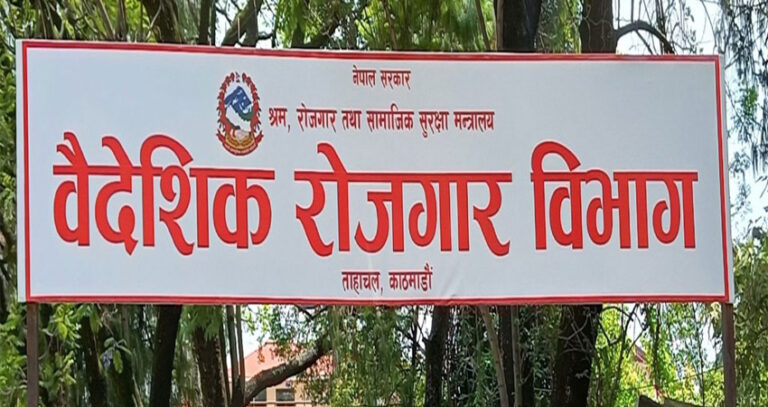 नेपाल सरकार
श्रम, रोजगार तथा सामाजिक सुरक्षा मन्त्रालय
वैदेशिक रोजगार विभाग
ताहाचल, काठमाडौं